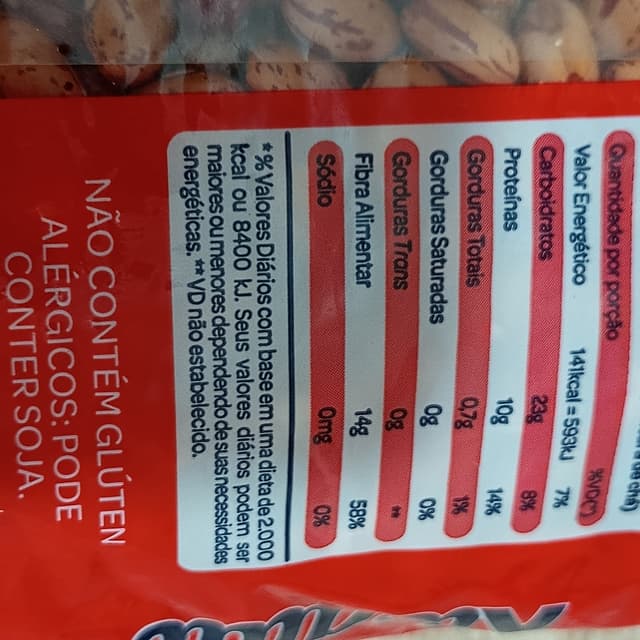 Quantidade por porção %VD(*)
Valor Energético 141kcal = 593kJ 7%
Carboidratos 23g 8%
Proteínas 10g 14%
Gorduras Totais 0,7g 1%
Gorduras Saturadas 0g 0%
Gorduras Trans 0g **
Fibra Alimentar 14g 58%
Sódio 0mg 0%
*% Valores Diários com base em uma dieta de 2.000
kcal ou 8400 kJ. Seus valores diários podem ser
maiores ou menores dependendo de suas necessidades
energéticas. ** VD não estabelecido.
NÃO CONTÉM GLÚTEN
ALÉRGICOS: PODE
CONTER SOJA.